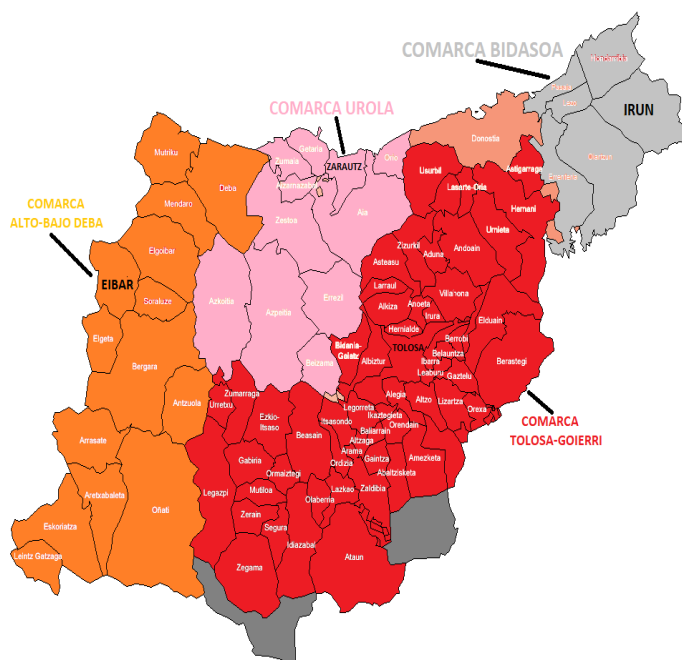 COMARCA BIDASOA
Hondarribia
Pasaia
Lezo
IRUN
COMARCA UROLA
Donostia
Oiartzun
Errenteria
Mutriku
Deba
Zumaia
Getaria
ZARAUTZ
Orio
Aizarnazabal
Zestoa
Aia
Usurbil
Lasarte-Oria
Astigarraga
Hernani
Urnieta
Mendaro
COMARCA
ALTO-BAJO DEBA
Elgoibar
EIBAR
Soraluze
Zizurkil
Aduna
Andoain
Asteasu
Larraul
Villabona
Alkiza
Anoeta
Irura
Azkoitia
Azpeitia
Errezil
Hernialde
Elduain
Elgeta
Bergara
Bidania-
Goiatz
TOLOSA
Berrobi
Belauntza
Ibarra
Leaburu
Gaztelu
Berastegi
Albiztur
Beizama
Antzuola
Zumarraga
Urretxu
Ezkio-
Itsaso
Legorreta
Itsasondo
Ikaztegieta
Alegia
Altzo
Lizartza
Orexa
Baliarrain
Orendain
COMARCA
TOLOSA-GOIERRI
Arrasate
Beasain
Altzaga
Arama
Gaintza
Amezketa
Abaltzisketa
Gabiria
Ormaiztegi
Ordizia
Legazpi
Mutiloa
Olaberria
Lazkao
Zaldibia
Aretxabaleta
Oñati
Zerain
Segura
Eskoriatza
Idiazabal
Leintz Gatzaga
Zegama
Ataun